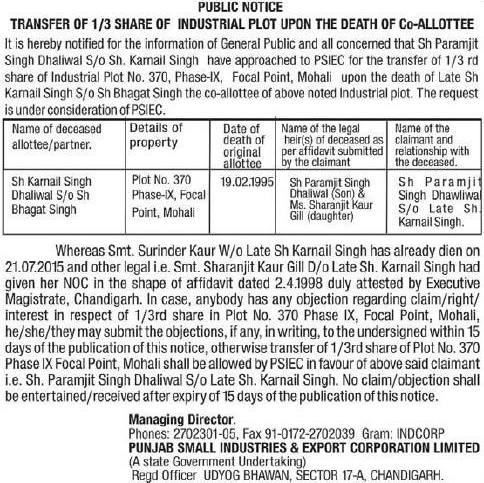 PUBLIC NOTICE
TRANSFER OF 1/3 SHARE OF INDUSTRIAL PLOT UPON THE DEATH OF Co-ALLOTTEE
It is hereby notified for the information of General Public and all concerned that Sh Paramjit
Singh Dhaliwal S/o Sh. Karnail Singh have approached to PSIEC for the transfer of 1/3 rd
share of Industrial Plot No. 370, Phase-IX, Focal Point, Mohali upon the death of Late Sh
Karnail Singh S/o Sh Bhagat Singh the co-allottee of above noted Industrial plot. The request
is under consideration of PSIEC.
Name of deceased
allottee/partner.
Details of
property
Date of
death of
original
allottee
Name of the legal
heir(s) of deceased as
per affidavit submitted
by the claimant
Name of the
claimant and
relationship with
the deceased.
Sh Karnail Singh
Dhaliwal S/o Sh
Bhagat Singh
Plot No. 370
Phase-IX, Focal
Point, Mohali
19.02.1995
Sh Paramjit Singh
Dhaliwal (Son) &
Ms. Sharanjit Kaur
Gill (daughter)
Sh Paramjit
Singh Dhawliwal
S/o Late Sh.
Karnail Singh.
Whereas Smt. Surinder Kaur W/o Late Sh Karnail Singh has already dien on
21.07.2015 and other legal i.e. Smt. Sharanjit Kaur Gill D/o Late Sh. Karnail Singh had
given her NOC in the shape of affidavit dated 2.4.1998 duly attested by Executive
Magistrate, Chandigarh. In case, anybody has any objection regarding claim/right/
interest in respect of 1/3rd share in Plot No. 370 Phase IX, Focal Point, Mohali,
he/she/they may submit the objections, if any, in writing, to the undersigned within 15
days of the publication of this notice, otherwise transfer of 1/3rd share of Plot No. 370
Phase IX Focal Point, Mohali shall be allowed by PSIEC in favour of above said claimant
i.e. Sh. Paramjit Singh Dhaliwal S/o Late Sh. Karnail Singh. No claim/objection shall
be entertained/received after expiry of 15 days of the publication of this notice.
Managing Director.
Phones: 2702301-05, Fax 91-0172-2702039 Gram: INDCORP
PUNJAB SMALL INDUSTRIES & EXPORT CORPORATION LIMITED
(A state Government Undertaking)
Regd Officer UDYOG BHAWAN, SECTOR 17-A, CHANDIGARH.